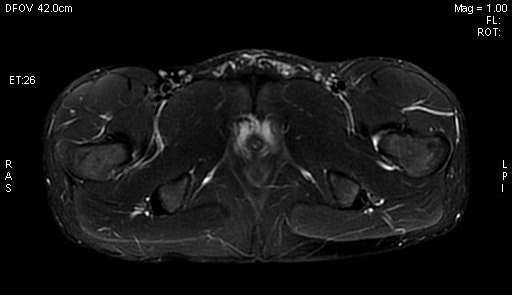 DFOV 42.0cm
Mag = 1.00
FL:
ROT:
ET:26
R
A
S
L
P
I